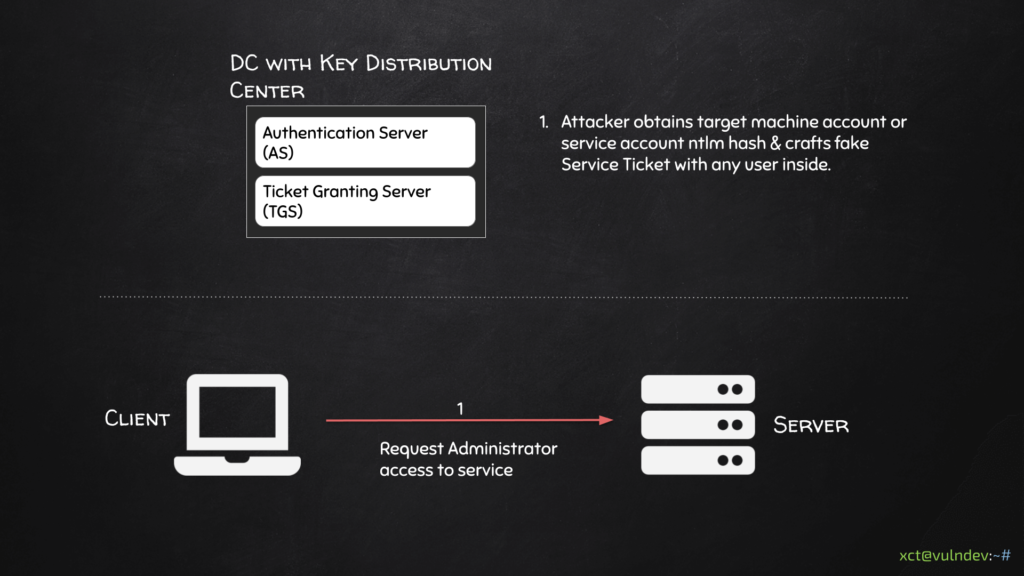 DC with Key Distribution
Center
Authentication Server
(AS)
Ticket Granting Server
(TGS)
1. Attacker obtains target machine account or
service account ntlm hash & crafts fake
Service Ticket with any user inside.
Client
1
Request Administrator
access to service
Server
xct@vulndev:~#